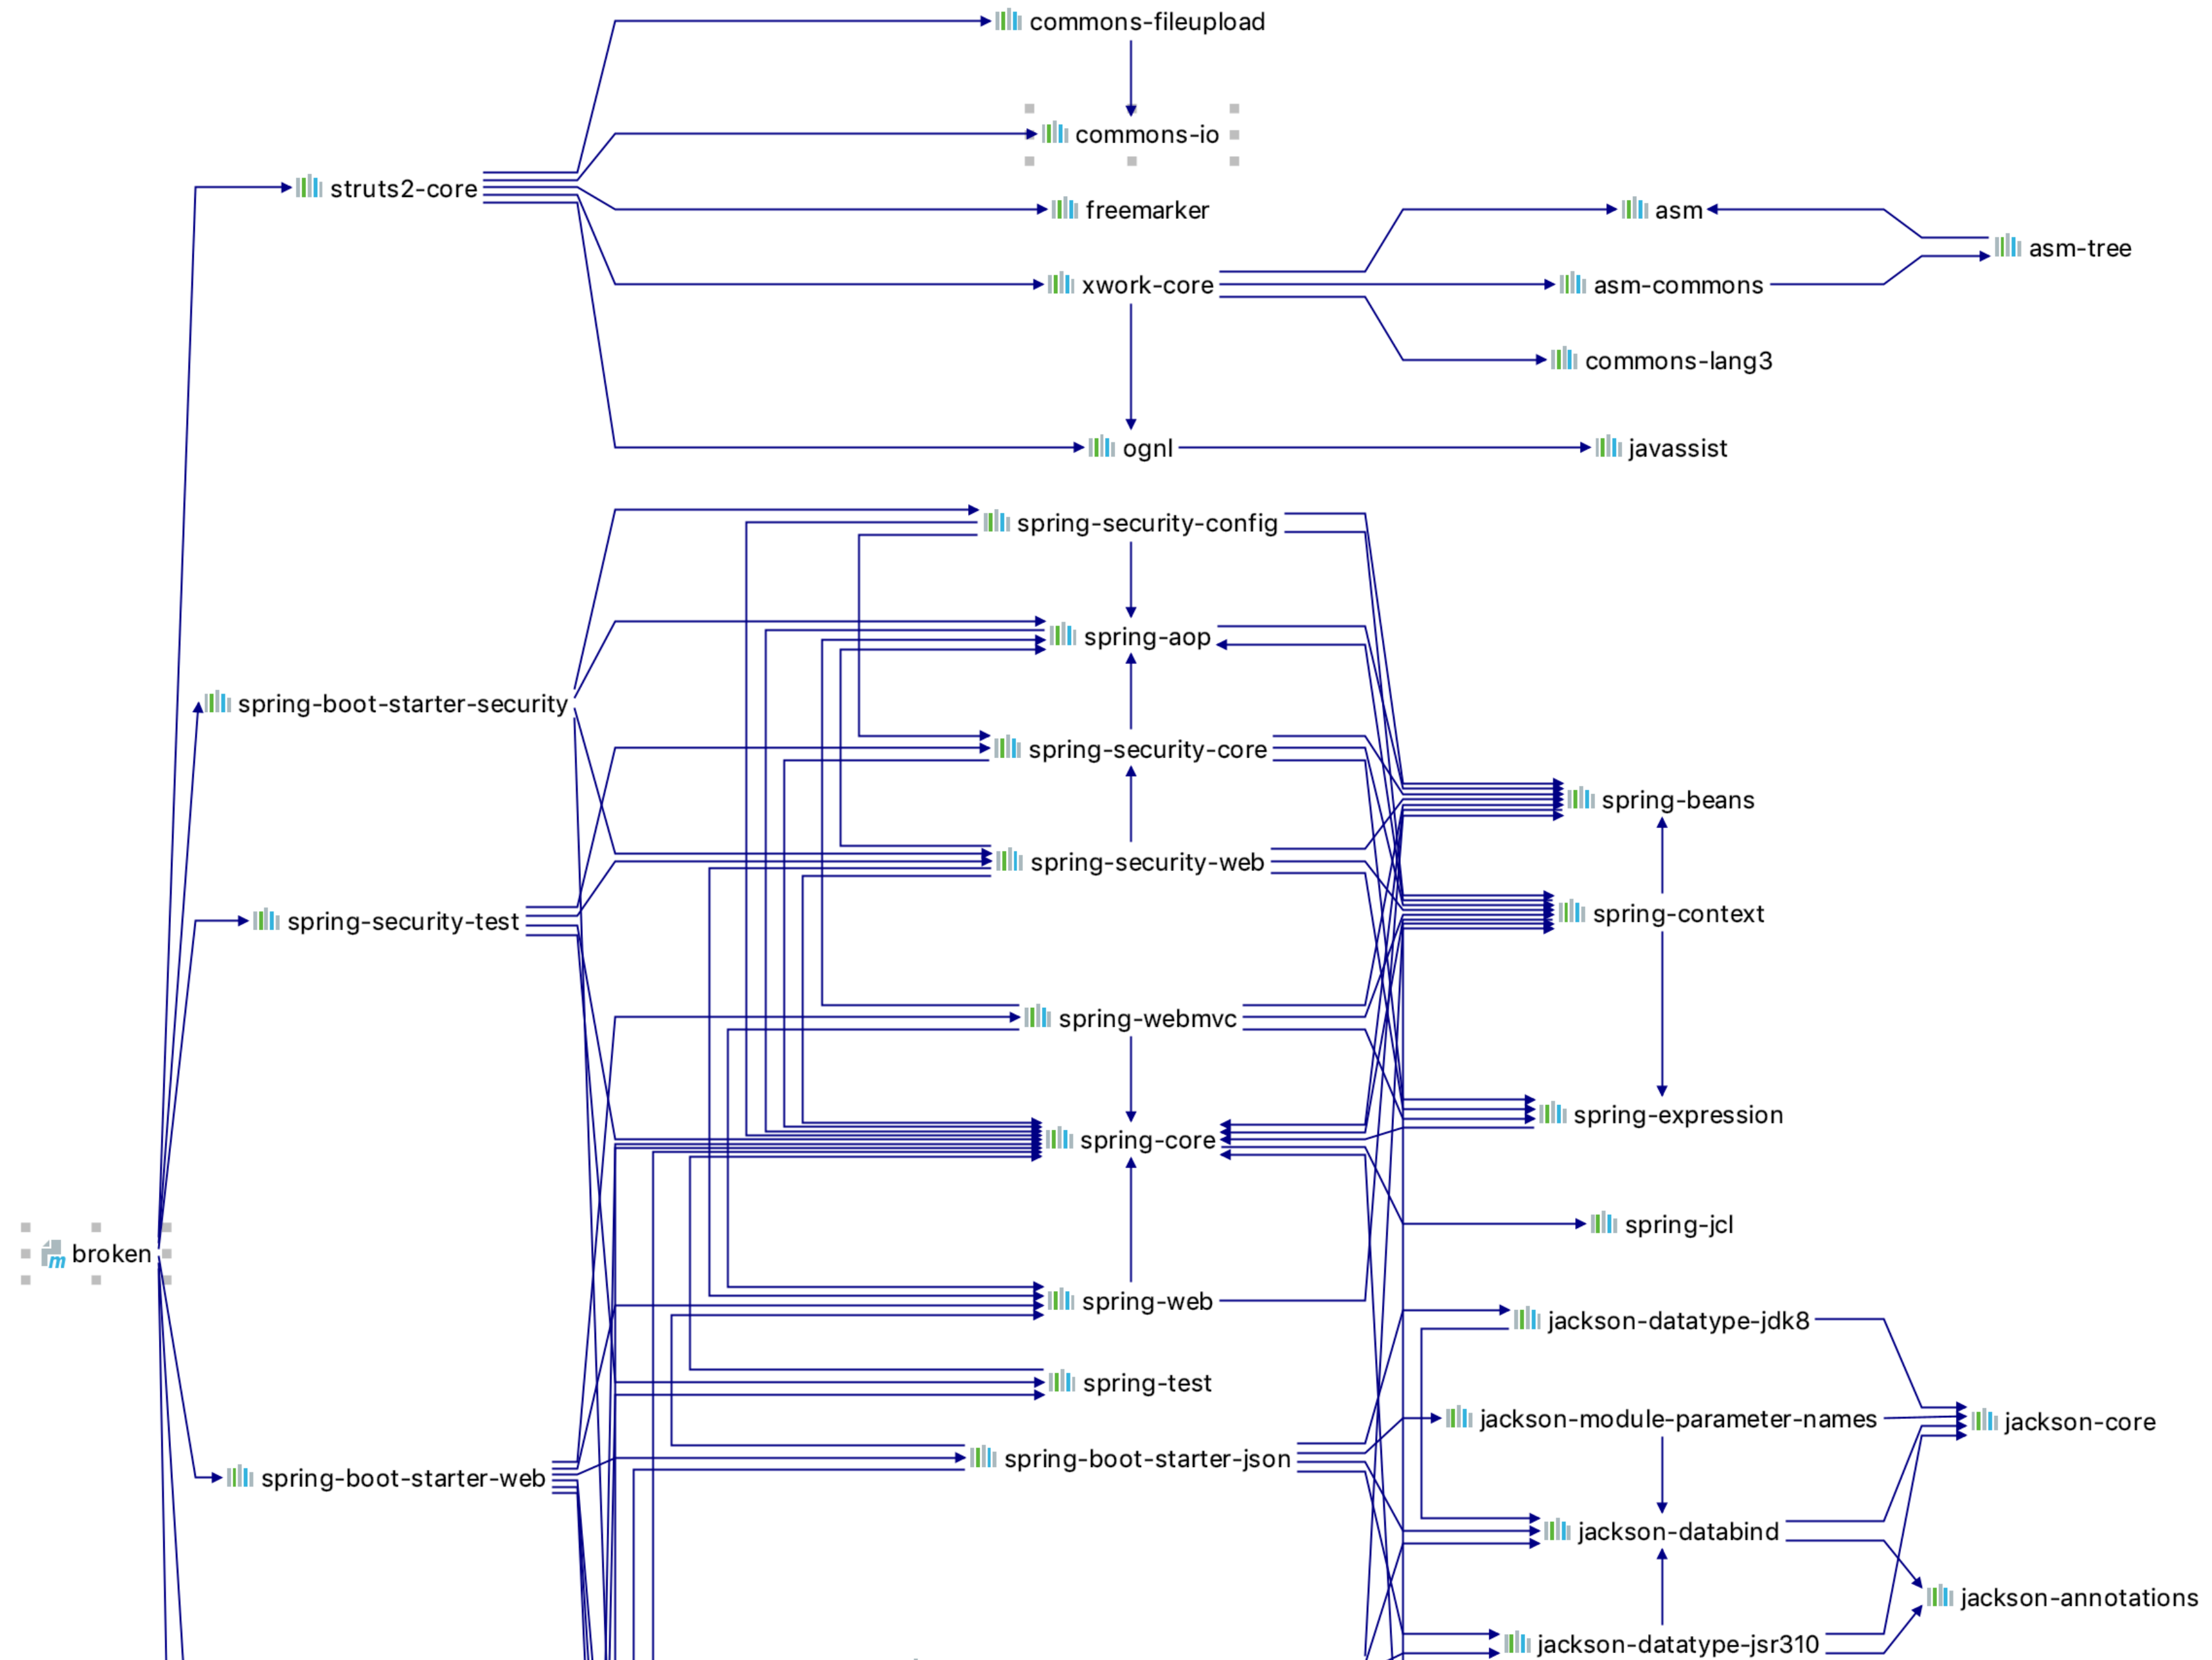 commons-fileupload
commons-io
struts2-core
freemarker
asm
asm-tree
xwork-core
asm-commons
commons-lang3
ognl
javassist
spring-security-config
spring-aop
spring-boot-starter-security
spring-security-core
spring-beans
spring-security-web
spring-context
spring-security-test
spring-webmvc
spring-expression
spring-core
spring-jcl
broken
spring-web
jackson-datatype-jdk8
spring-test
jackson-module-parameter-names
jackson-core
spring-boot-starter-json
spring-boot-starter-web
jackson-databind
jackson-annotations
jackson-datatype-jsr310